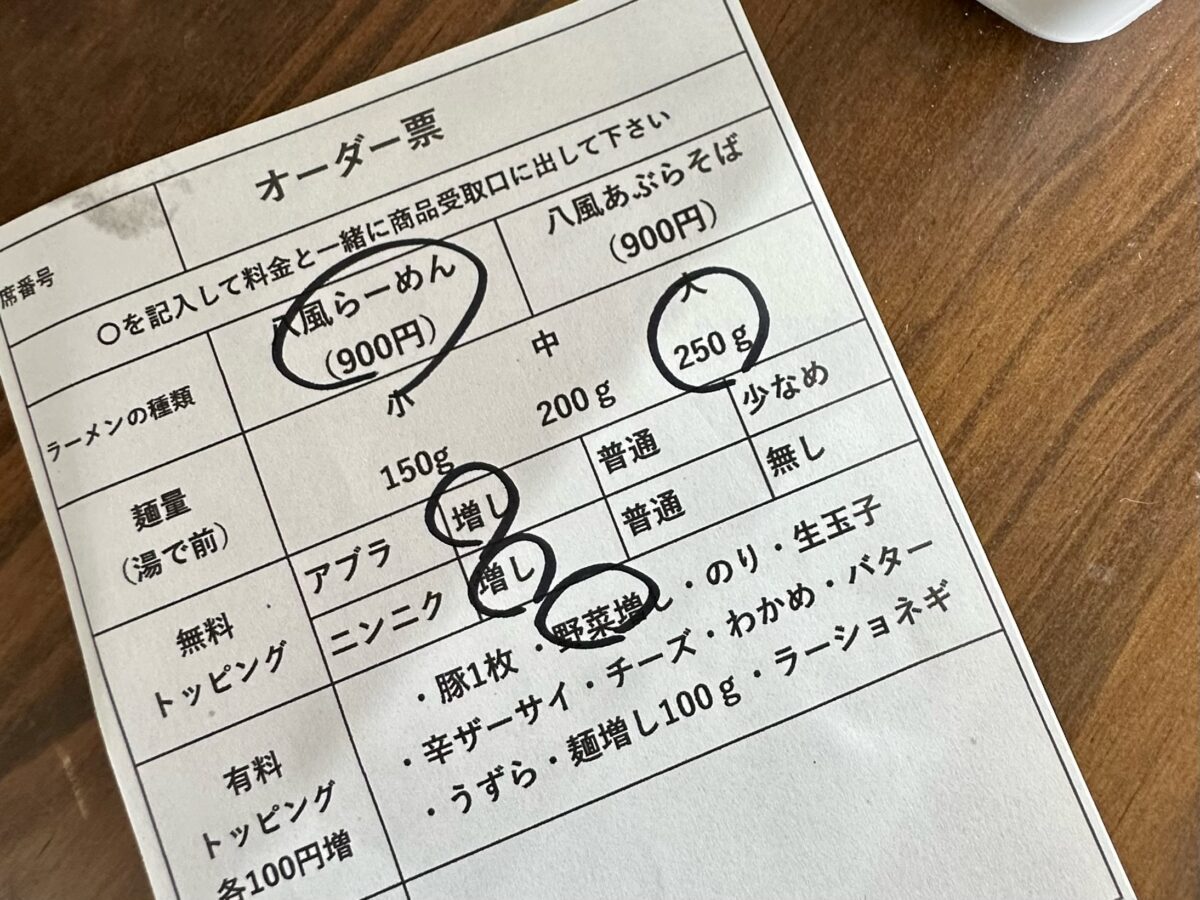 オーダー票
席番号
〇を記入して料金と一緒に商品受取口に出して下さい
ラーメンの種類
八風らーめん
(900円)
八風あぶらそば
(900円)
麺量
(湯で前)
小
150g
中
200g
大
250g
無料
トッピング
アブラ 増し 普通 少なめ
ニンニク 増し 普通 無し
有料
トッピング
各100円増
・豚1枚・野菜増し・のり・生玉子
・辛ザーサイ・チーズ・わかめ・バター
・うずら・麺増し100g・ラーショネギ